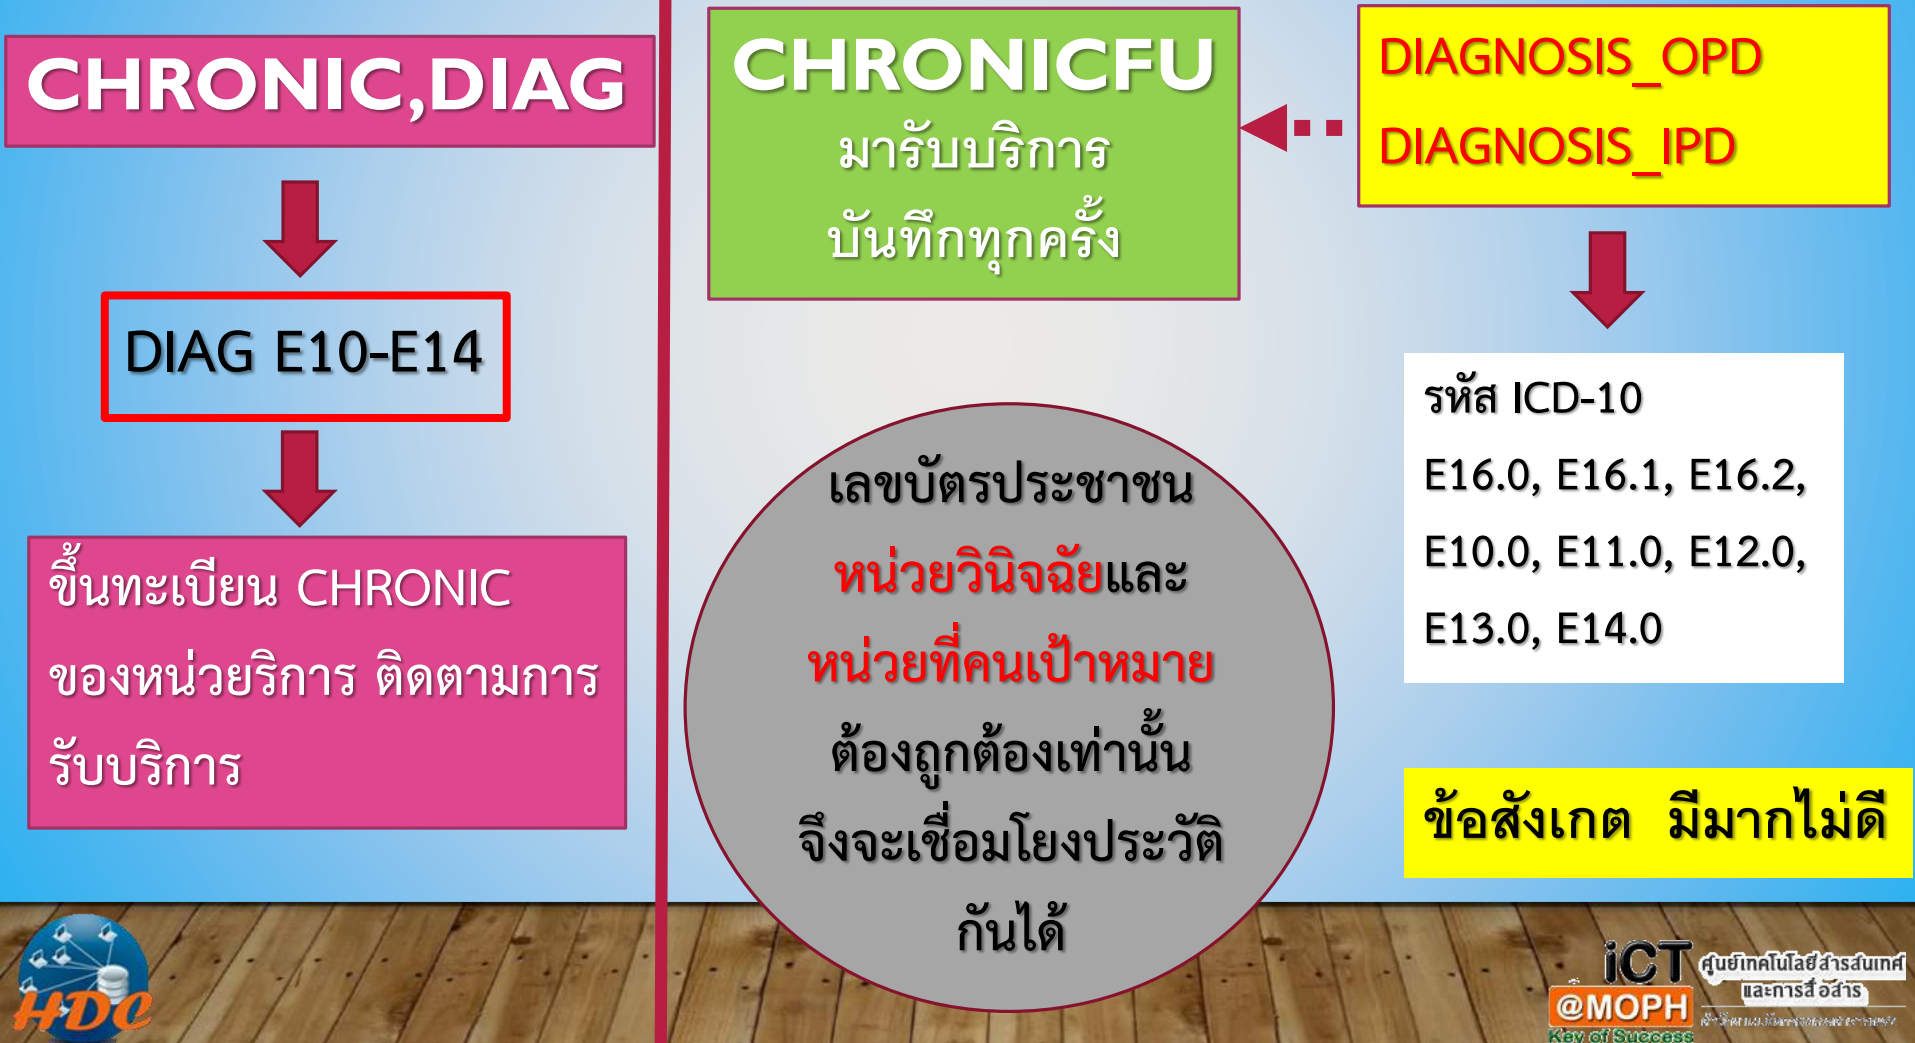 CHRONIC,DIAG
DIAG E10-E14
ขึ้นทะเบียน CHRONIC
ของหน่วยริการ ติดตามการ
รับบริการ
CHRONICFU
มารับบริการ
บันทึกทุกครั้ง
DIAGNOSIS_OPD
DIAGNOSIS_IPD
รหัส ICD-10
E16.0, E16.1, E16.2,
E10.0, E11.0, E12.0,
E13.0, E14.0
เลขบัตรประชาชน
หน่วยวินิจฉัยและ
หน่วยที่คนเป้าหมาย
ต้องถูกต้องเท่านั้น
จึงจะเชื่อมโยงประวัติ
กันได้
ข้อสังเกต มีมากไม่ดี
HDC
iCT
@MOPH
Key of Success
ศูนย์เทคโนโลยีสารสนเทศ
และการสื่อสาร